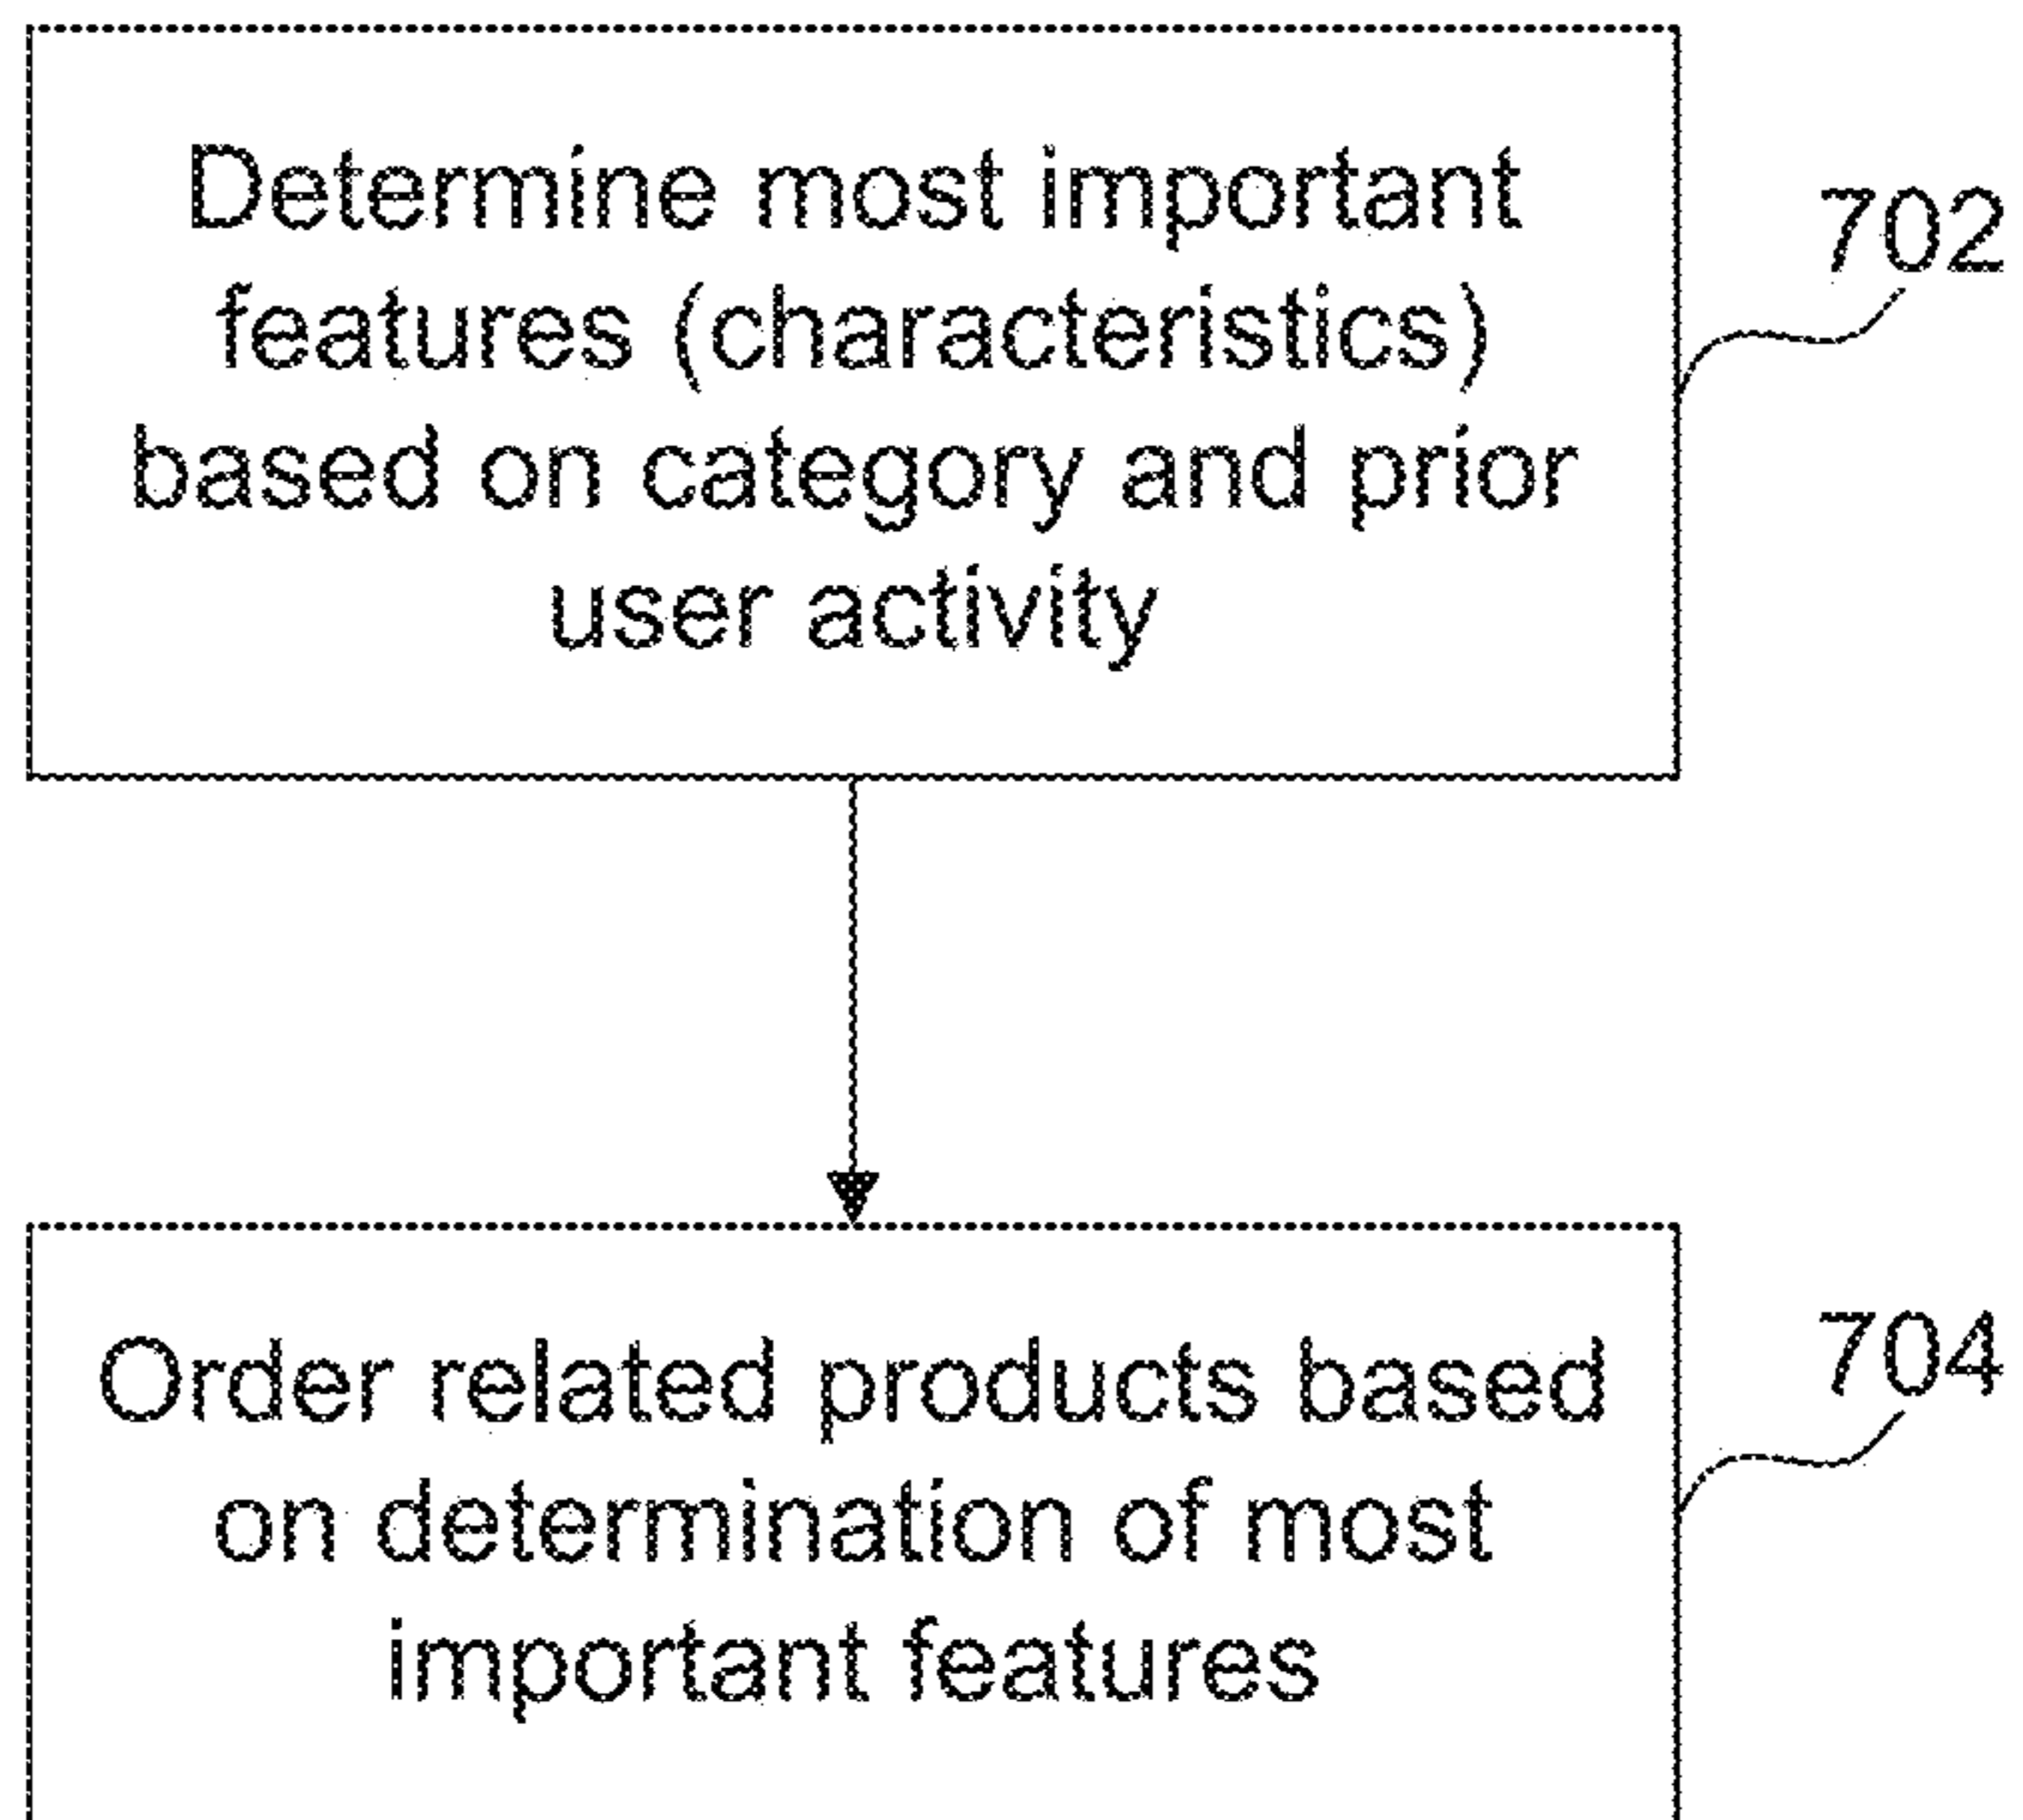 Determine most important
features (characteristics)
based on category and prior
user activity
702
Order related products based
on determination of most
important features
704